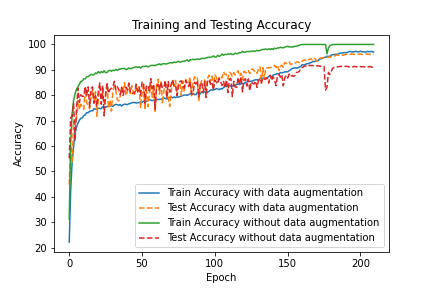 Training and Testing Accuracy
Accuracy
100
90
80
70
60
50
40
30
20
Train Accuracy with data augmentation
Test Accuracy with data augmentation
Train Accuracy without data augmentation
Test Accuracy without data augmentation
0 50 100 150 200
Epoch